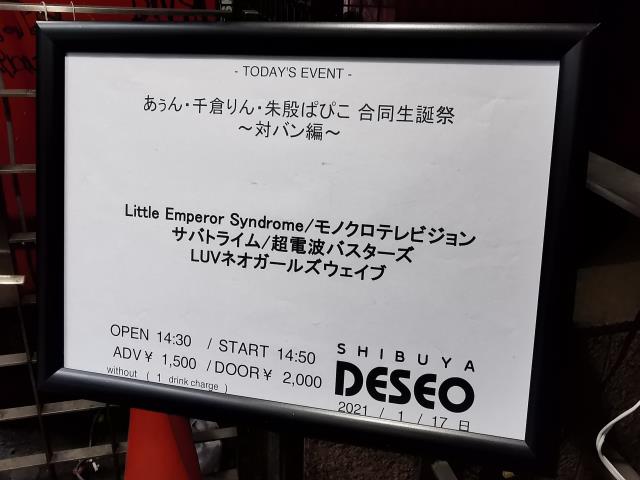 - TODAY'S EVENT -
あぅん・千倉りん・朱殷ぱぴこ 合同生誕祭
～対バン編～
Little Emperor Syndrome/モノクロテレビジョン
サバトライム/超電波バスターズ
LUVネオガールズウェイブ
OPEN 14:30 / START 14:50
ADV¥ 1,500 / DOOR¥ 2,000
without ( 1 drink charge )
SHIBUYA
DESEO
2021 / 1 / 17 日